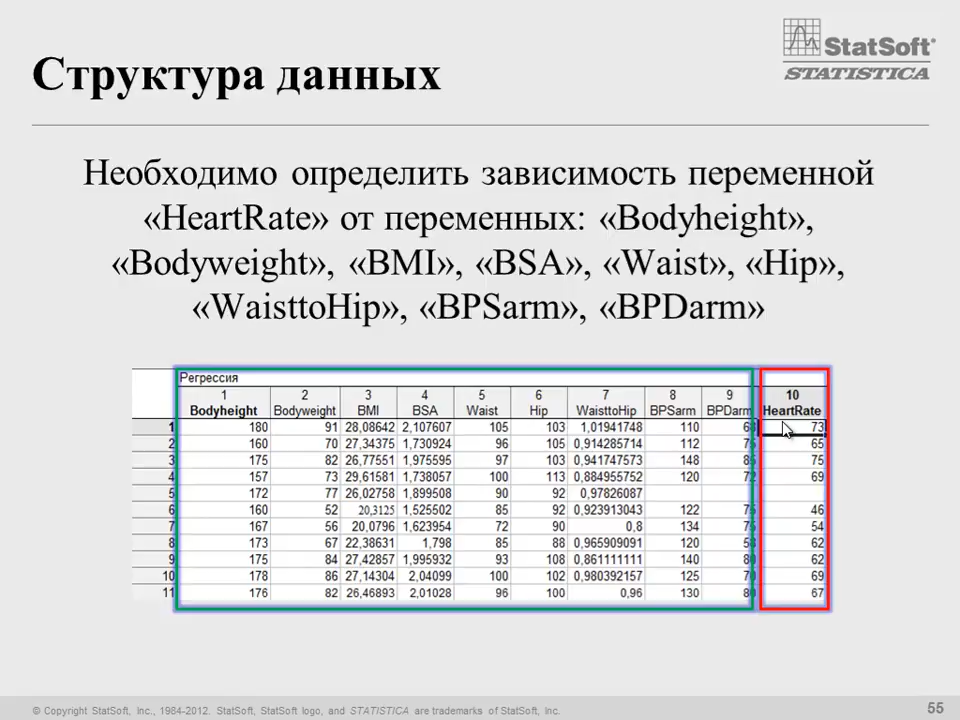 StatSoft
STATISTICA
Структура данных
Необходимо определить зависимость переменной
«HeartRate» от переменных: «Bodyheight»,
«Bodyweight», «BMI», «BSA», «Waist», «Hip»,
«WaisttoHip», «BPSarm», «BPDarm»
Регрессия
1 2 3 4 5 6 7 8 9 10
Bodyheight Bodyweight BMI BSA Waist Hip WaisttoHip BPSarm BPDarm HeartRate
1 180 91 28,08642 2,107607 105 103 1,01941748 110 73
2 160 70 27,34375 1,730924 96 105 0,914285714 112 65
3 175 82 26,77551 1,975595 97 103 0,941747573 148 75
4 157 73 29,61581 1,738057 100 113 0,884955752 120 72 69
5 172 77 26,02758 1,899508 90 92 0,97826087
6 160 52 20,3125 1,525502 85 92 0,923913043 122 46
7 167 56 20,0796 1,623954 72 90 0,8 134 54
8 173 67 22,38631 1,798 85 88 0,965909091 120 62
9 175 84 27,42857 1,995932 93 108 0,861111111 140 62
10 178 86 27,14304 2,04099 100 102 0,980392157 125 69
11 176 82 26,46893 2,01028 96 100 0,96 130 67
© Copyright StatSoft, Inc., 1984-2012. StatSoft, StatSoft logo, and STATISTICA are trademarks of StatSoft, Inc.
55